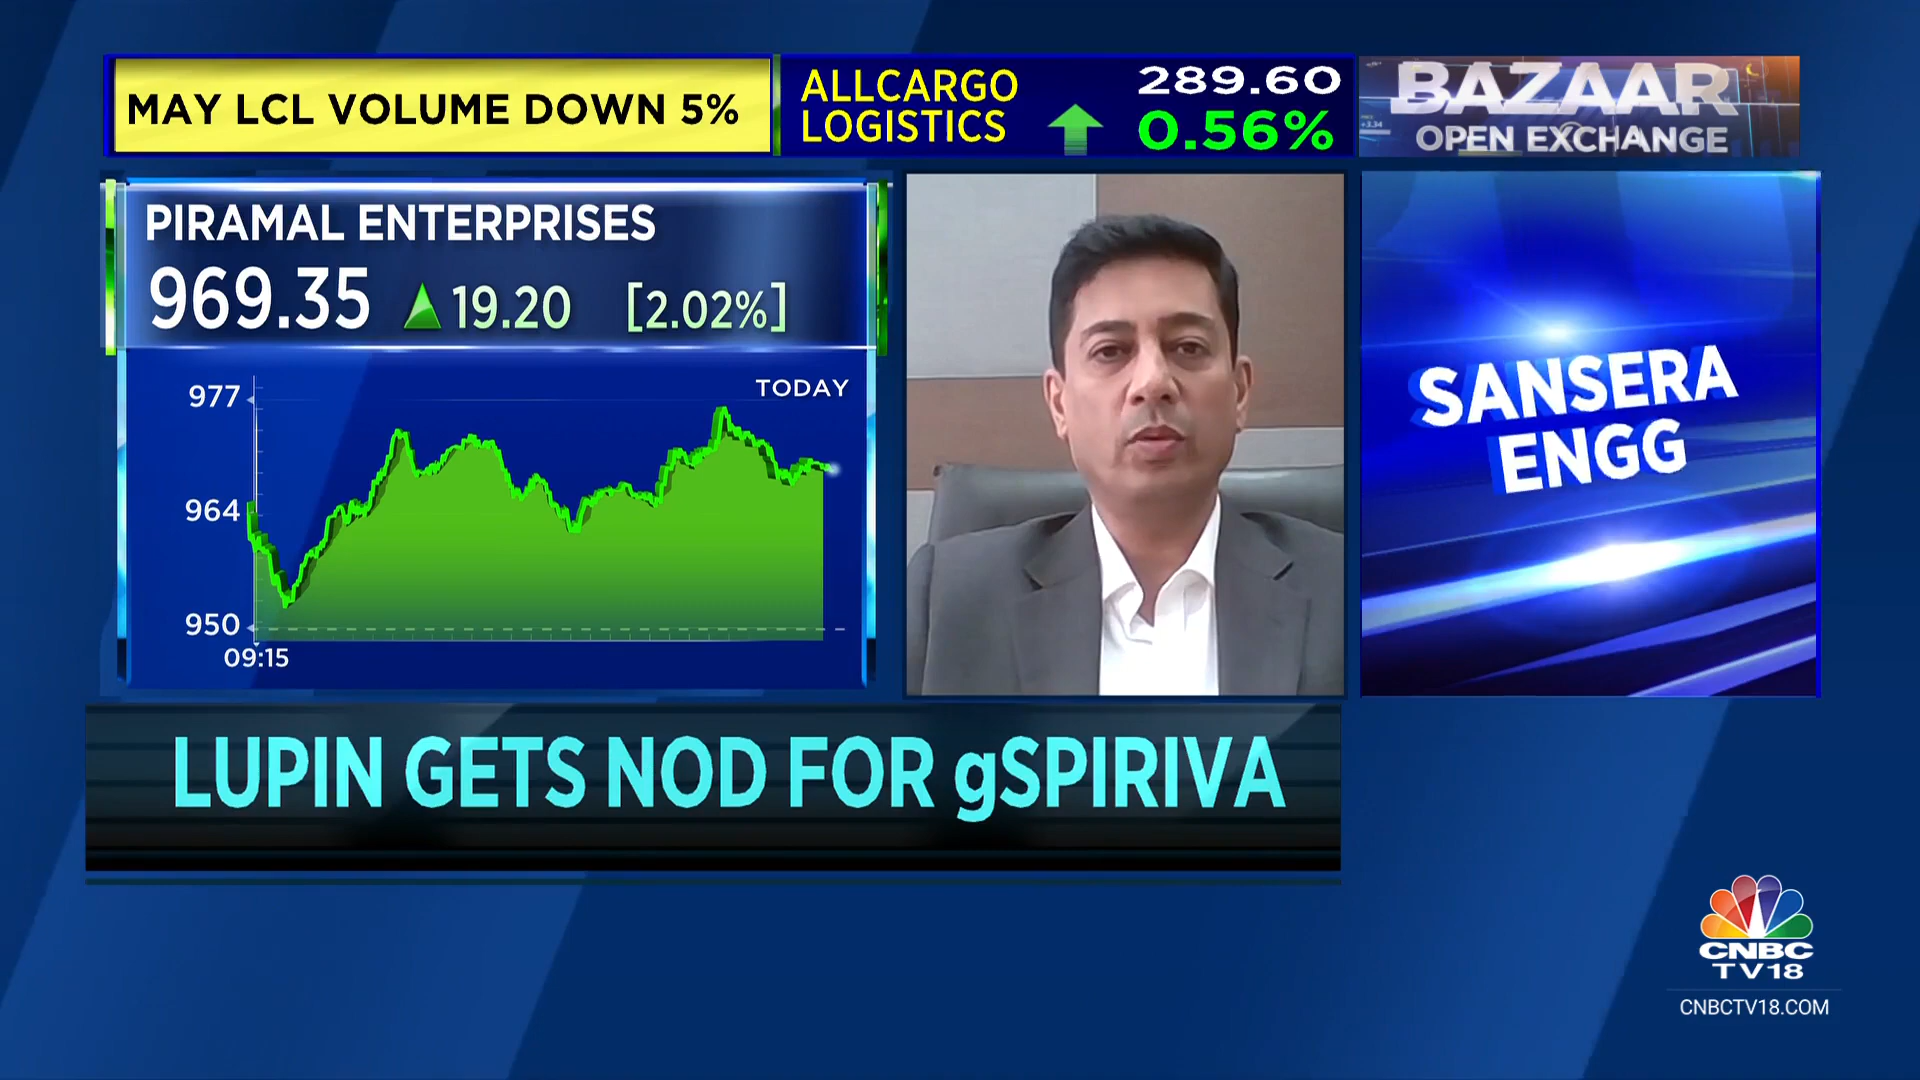 MAY LCL VOLUME DOWN 5%
ALLCARGO
LOGISTICS
289.60
0.56%
BAZAAR
OPEN EXCHANGE
PIRAMAL ENTERPRISES
969.35 19.20 [2.02%]
TODAY
977
964
950
09:15
SANSERA
ENGG
LUPIN GETS NOD FOR gSPIRIVA
CNBC
TV18
CNBCTV18.COM